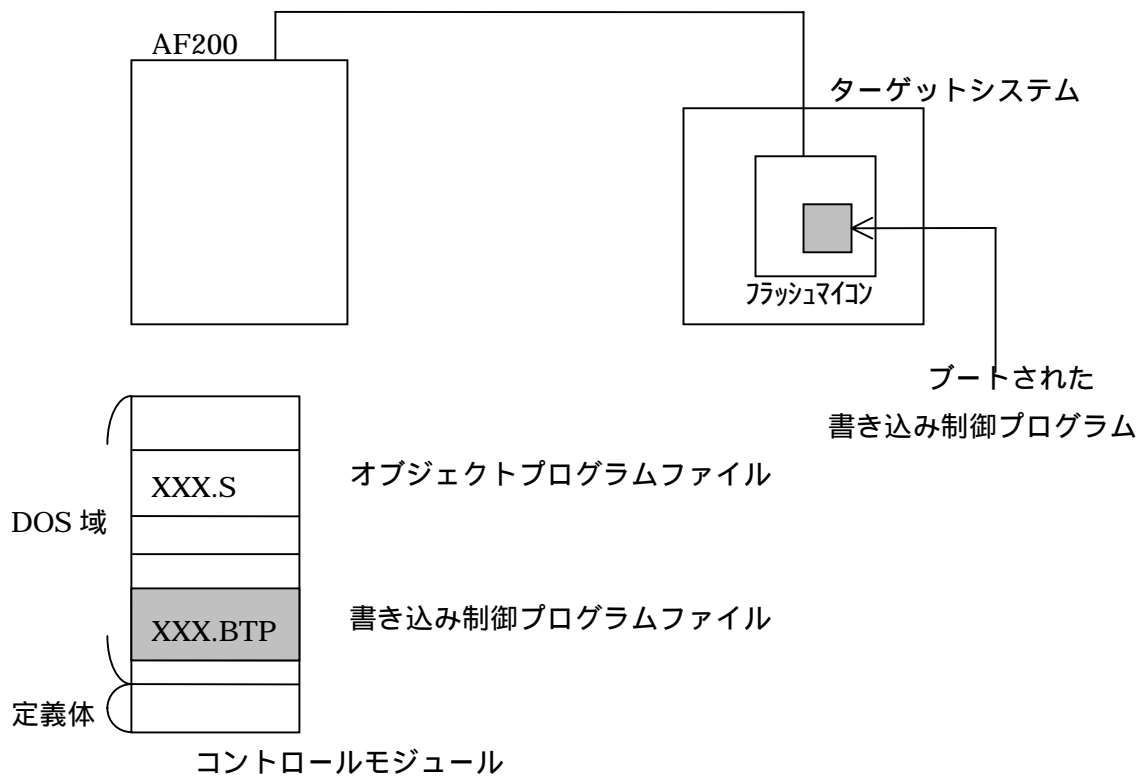 AF200
ターゲットシステム
フラッシュマイコン
ブートされた
書き込み制御プログラム
XXX.S
オブジェクトプログラムファイル
DOS 域
XXX.BTP
書き込み制御プログラムファイル
定義体
コントロールモジュール